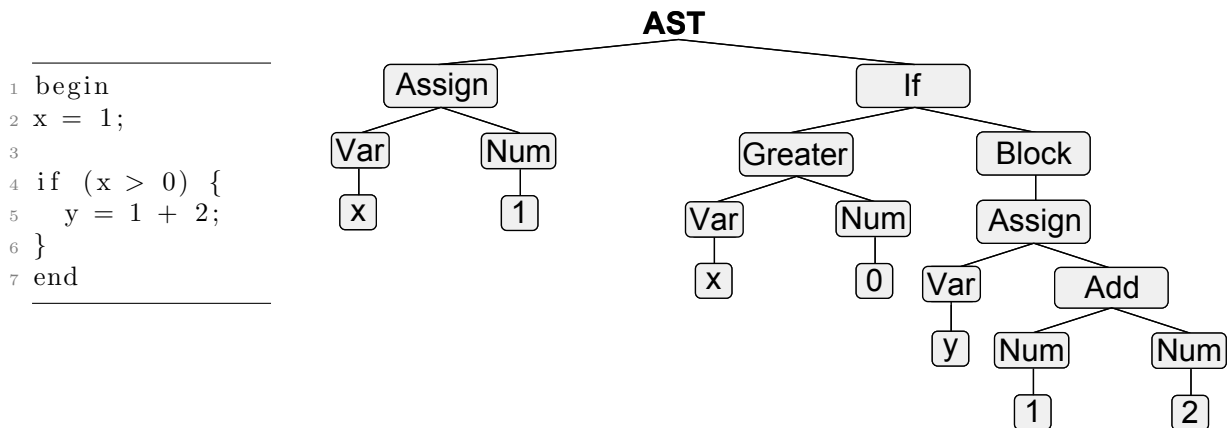 1 begin
2 x = 1;
3
4 if (x > 0) {
5 y = 1 + 2;
6 }
7 end
AST
Assign If
Var Num Greater Block
x 1 Var Num Assign
x 0 Var Add
y Num Num
1 2